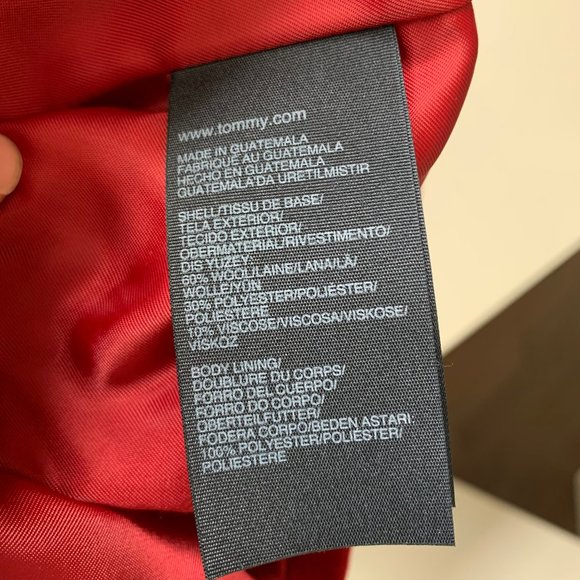 www.tommy.com
MADE IN GUATEMALA
FABRIQUÉ AU GUATEMALA
HECHO EN GUATEMALA
GUATEMALA DA URETILMISTIR
SHELL/TISSU DE BASE/
TELA EXTERIOR/
TECIDO EXTERIOR/
OBERMATERIAL/RIVESTIMENTO/
DIŞ YÜZEY
60% WOOL/LAINE/LANA/LÃ/
WOLLE/YÜN
30% POLYESTER/POLIÉSTER/
POLIESTERE
10% VISCOSE/VISCOSA/VISKOSE/
VİSKOZ
BODY LINING/
DOUBLURE DU CORPS/
FORRO DEL CUERPO/
FORRO DO CORPO/
OBERTEILFUTTER/
FODERA CORPO/BEDEN ASTARI
100% POLYESTER/POLIÉSTER/
POLIESTERE